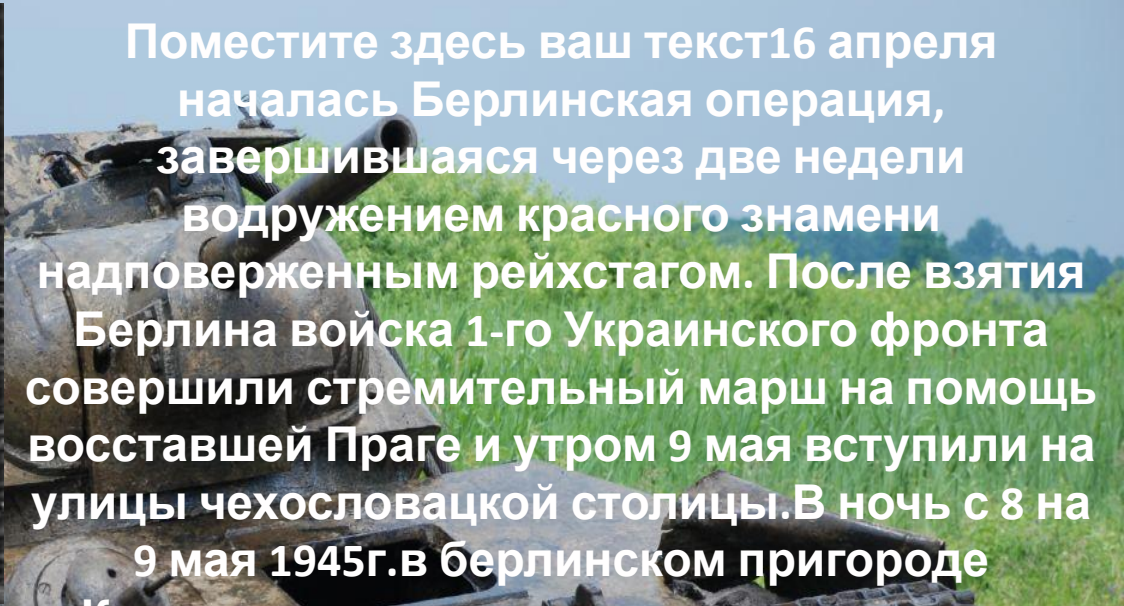 Поместите здесь ваш текст16 апреля
началась Берлинская операция,
завершившаяся через две недели
водружением красного знамени
надповерженным рейхстагом. После взятия
Берлина войска 1-го Украинского фронта
совершили стремительный марш на помощь
восставшей Праге и утром 9 мая вступили на
улицы чехословацкой столицы.В ночь с 8 на
9 мая 1945г.в берлинском пригороде